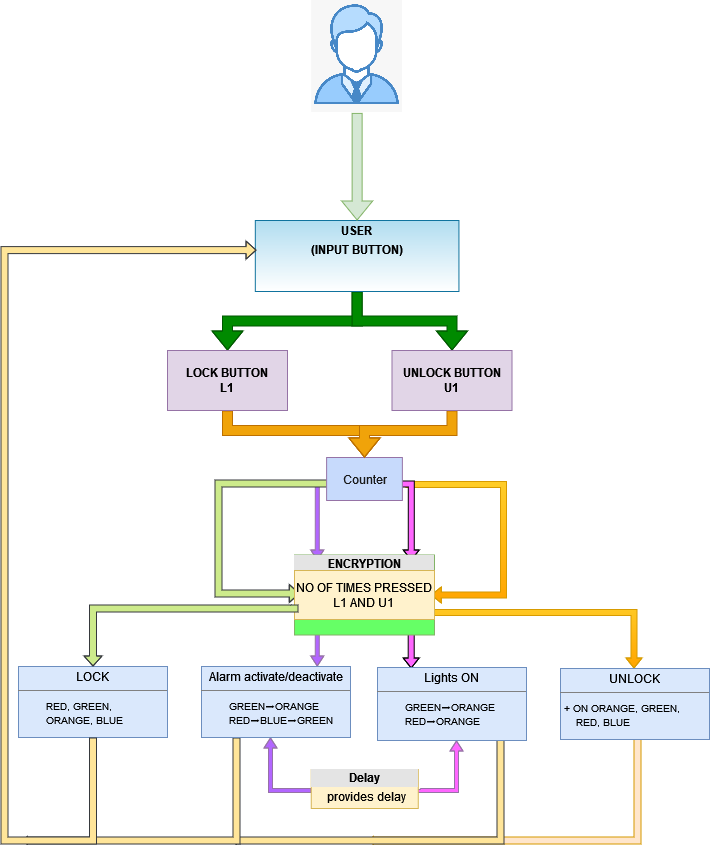 USER
(INPUT BUTTON)
LOCK BUTTON
L1
UNLOCK BUTTON
U1
Counter
ENCRYPTION
NO OF TIMES PRESSED
L1 AND U1
LOCK
RED, GREEN,
ORANGE, BLUE
Alarm activate/deactivate
GREEN→ORANGE
RED→BLUE→GREEN
Lights ON
GREEN→ORANGE
RED→ORANGE
UNLOCK
+ ON ORANGE, GREEN,
RED, BLUE
Delay
provides delay